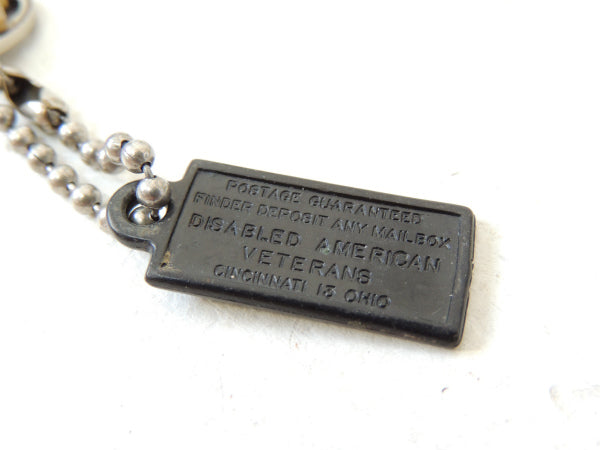 POSTAGE GUARANTEED
FINDER DEPOSIT ANY MAILBOX
DISABLED AMERICAN
VETERANS
CINCINNATI 13 OHIO